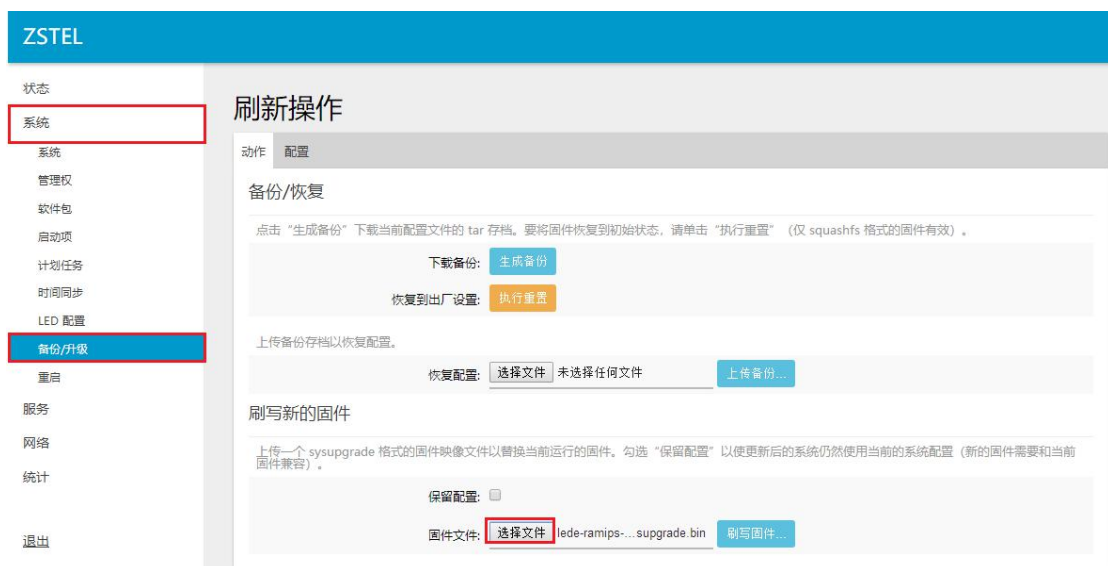 ZSTEL
状态
系统
系统
管理权
软件包
启动项
计划任务
时间同步
LED 配置
备份/升级
重启
服务
网络
统计
退出
刷新操作
动作 配置
备份/恢复
点击“生成备份”下载当前配置文件的 tar 存档。要将固件恢复到初始状态，请单击“执行重置”（仅 squashfs 格式的固件有效）。
下载备份: 生成备份
恢复到出厂设置: 执行重置
上传备份存档以恢复配置。
恢复配置: 选择文件 未选择任何文件 上传备份...
刷写新的固件
上传一个 sysupgrade 格式的固件映像文件以替换当前运行的固件。勾选“保留配置”以使更新后的系统仍然使用当前的系统配置（新的固件需要和当前
固件兼容）。
保留配置:
固件文件: 选择文件 lede-ramips-...supgrade.bin 刷写固件...